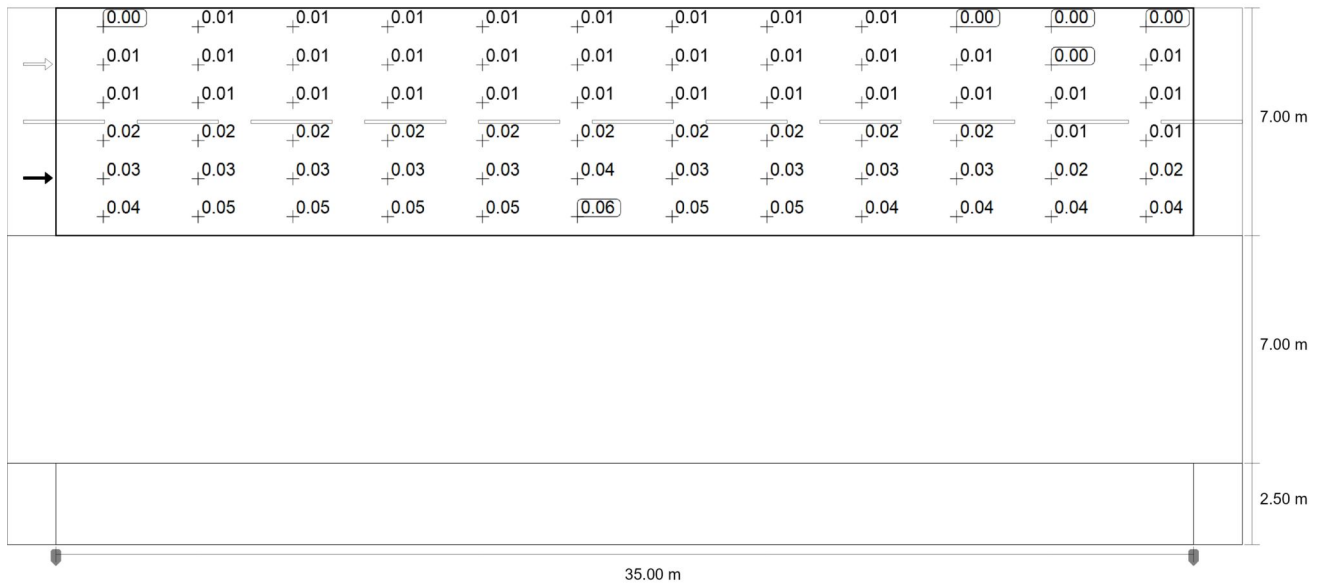 0.00 0.01 0.01 0.01 0.01 0.01 0.01 0.01 0.01 0.00 0.00 0.00
0.01 0.01 0.01 0.01 0.01 0.01 0.01 0.01 0.01 0.01 0.00 0.01
0.01 0.01 0.01 0.01 0.01 0.01 0.01 0.01 0.01 0.01 0.01 0.01
7.00 m
0.02 0.02 0.02 0.02 0.02 0.02 0.02 0.02 0.02 0.02 0.01 0.01
0.03 0.03 0.03 0.03 0.03 0.04 0.03 0.03 0.03 0.03 0.02 0.02
0.04 0.05 0.05 0.05 0.05 0.06 0.05 0.05 0.04 0.04 0.04 0.04
7.00 m
2.50 m
35.00 m